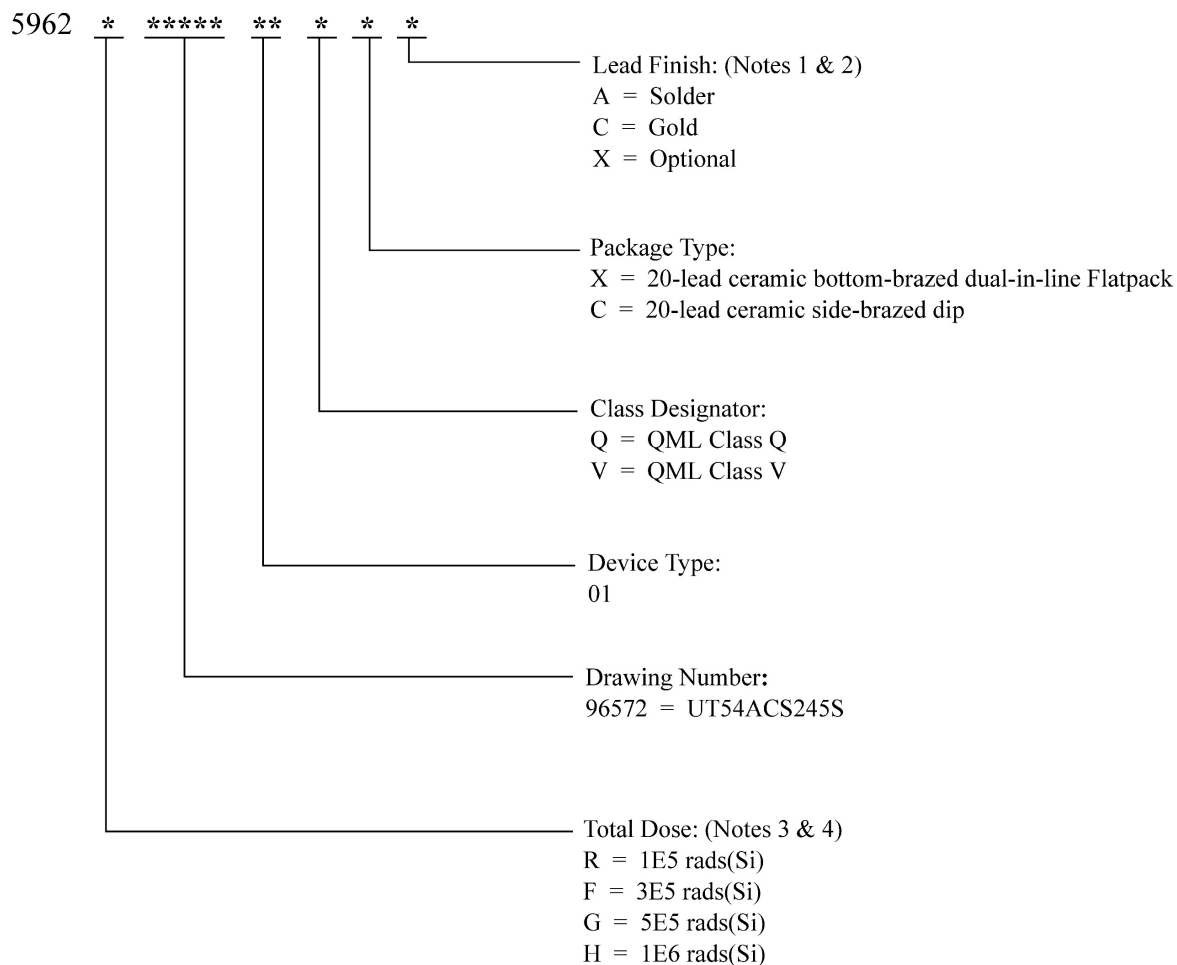 5962 * ***** ** * * *
Lead Finish: (Notes 1 & 2)
A = Solder
C = Gold
X = Optional
Package Type:
X = 20-lead ceramic bottom-brazed dual-in-line Flatpack
C = 20-lead ceramic side-brazed dip
Class Designator:
Q = QML Class Q
V = QML Class V
Device Type:
01
Drawing Number:
96572 = UT54ACS245S
Total Dose: (Notes 3 & 4)
R = 1E5 rads(Si)
F = 3E5 rads(Si)
G = 5E5 rads(Si)
H = 1E6 rads(Si)